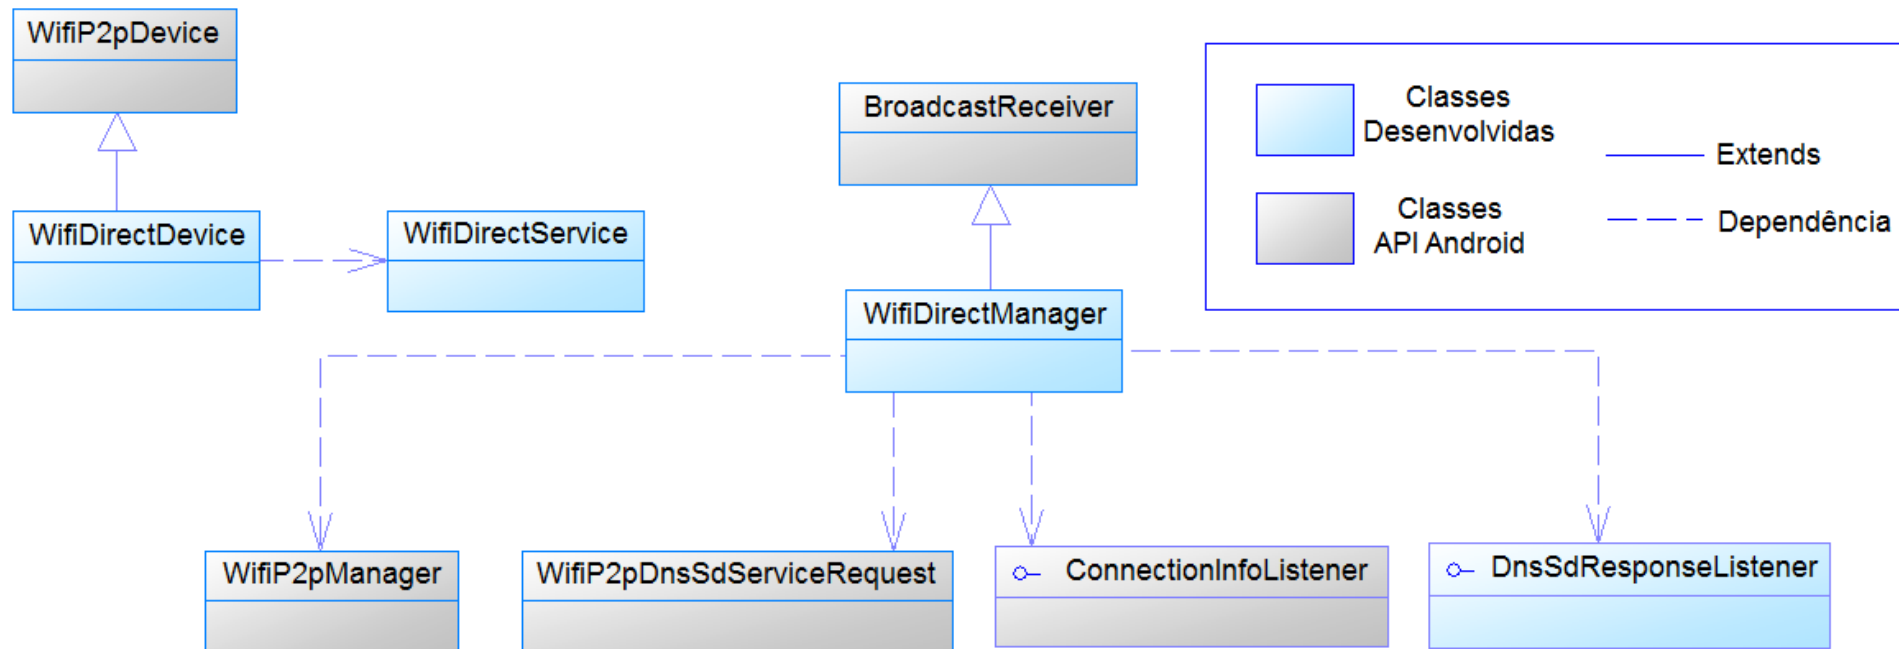 WifiP2pDevice
BroadcastReceiver
Classes
Desenvolvidas
Extends
Classes
API Android
Dependência
WifiDirectDevice
WifiDirectService
WifiDirectManager
WifiP2pManager
WifiP2pDnsSdServiceRequest
ConnectionInfoListener
DnsSdResponseListener